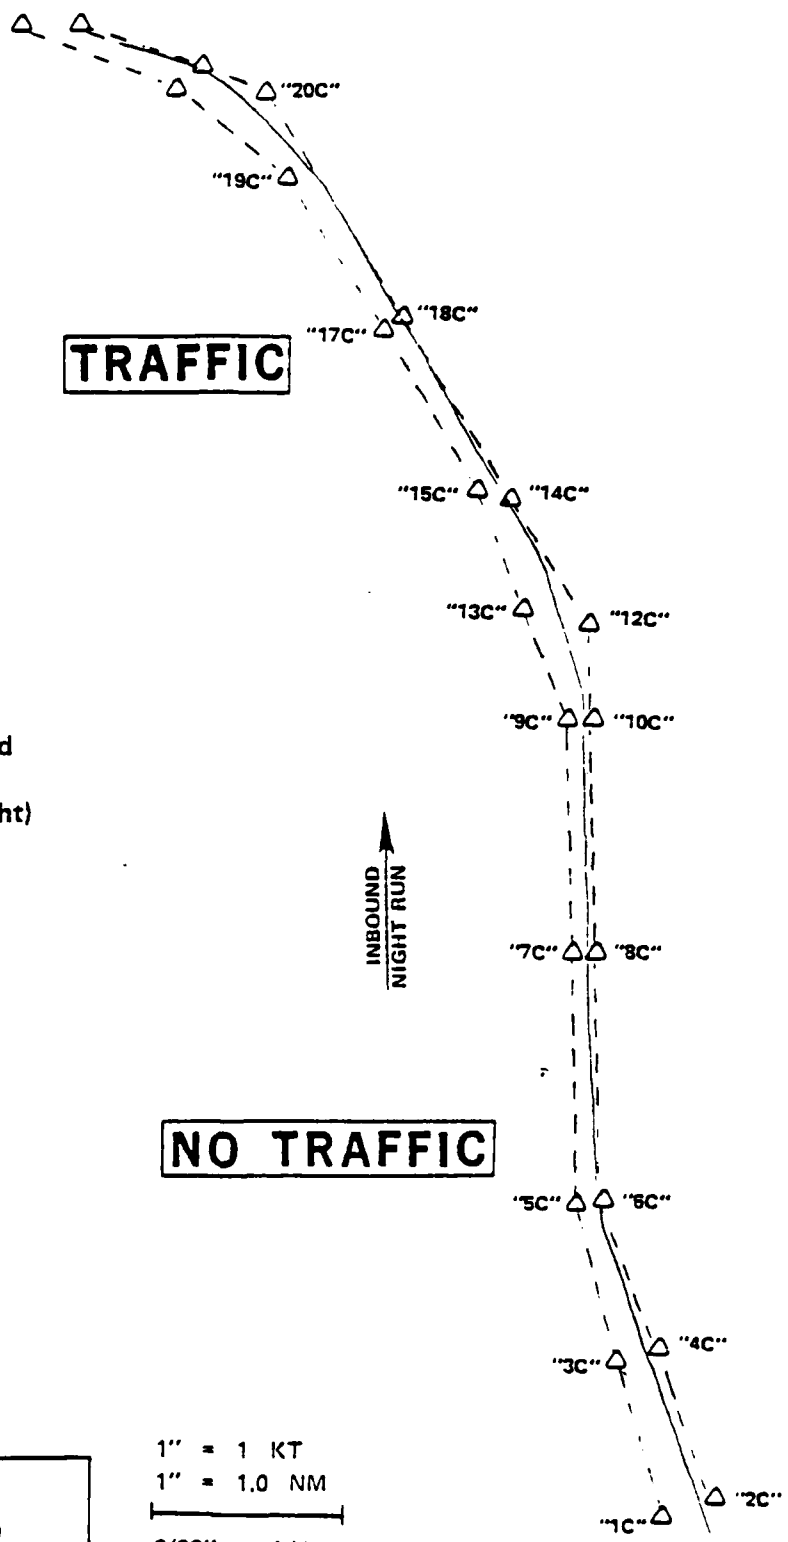 "20C"
"19C"
"18C"
"17C"
TRAFFIC
"15C"
"14C"
"13C"
"12C"
"9C"
"10C"
d
ht)
INBOUND
NIGHT RUN
"7C"
"8C"
NO TRAFFIC
"5C"
"6C"
"4C"
"3C"
1" = 1 KT
1" = 1.0 NM
"2C"
"1C"